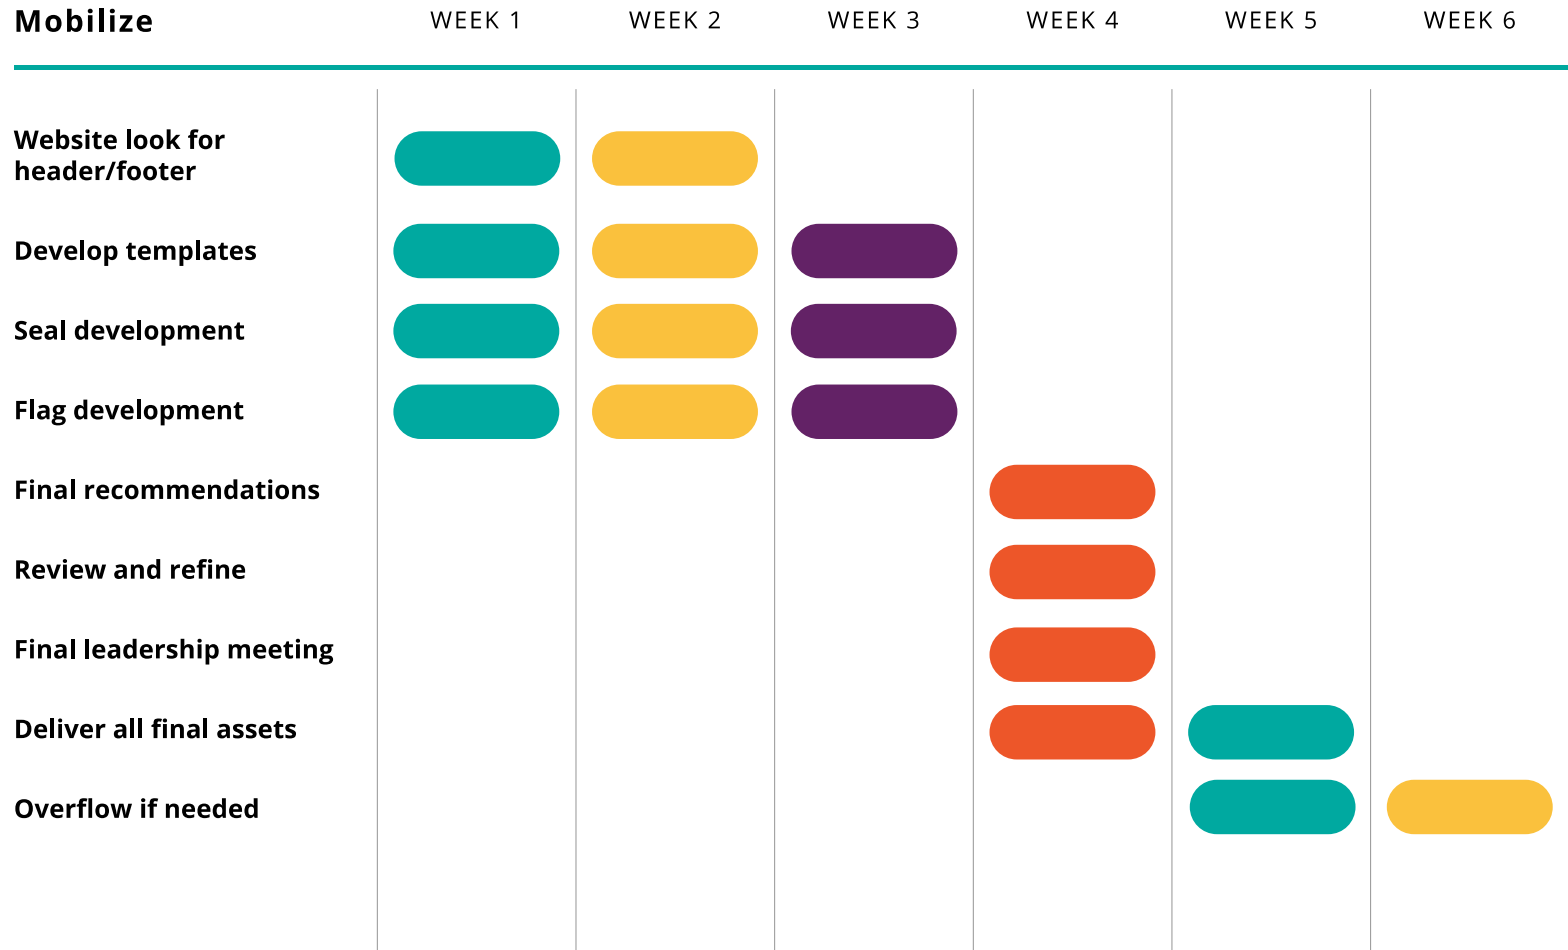 Mobilize WEEK 1 WEEK 2 WEEK 3 WEEK 4 WEEK 5 WEEK 6
Website look for
header/footer
Develop templates
Seal development
Flag development
Final recommendations
Review and refine
Final leadership meeting
Deliver all final assets
Overflow if needed